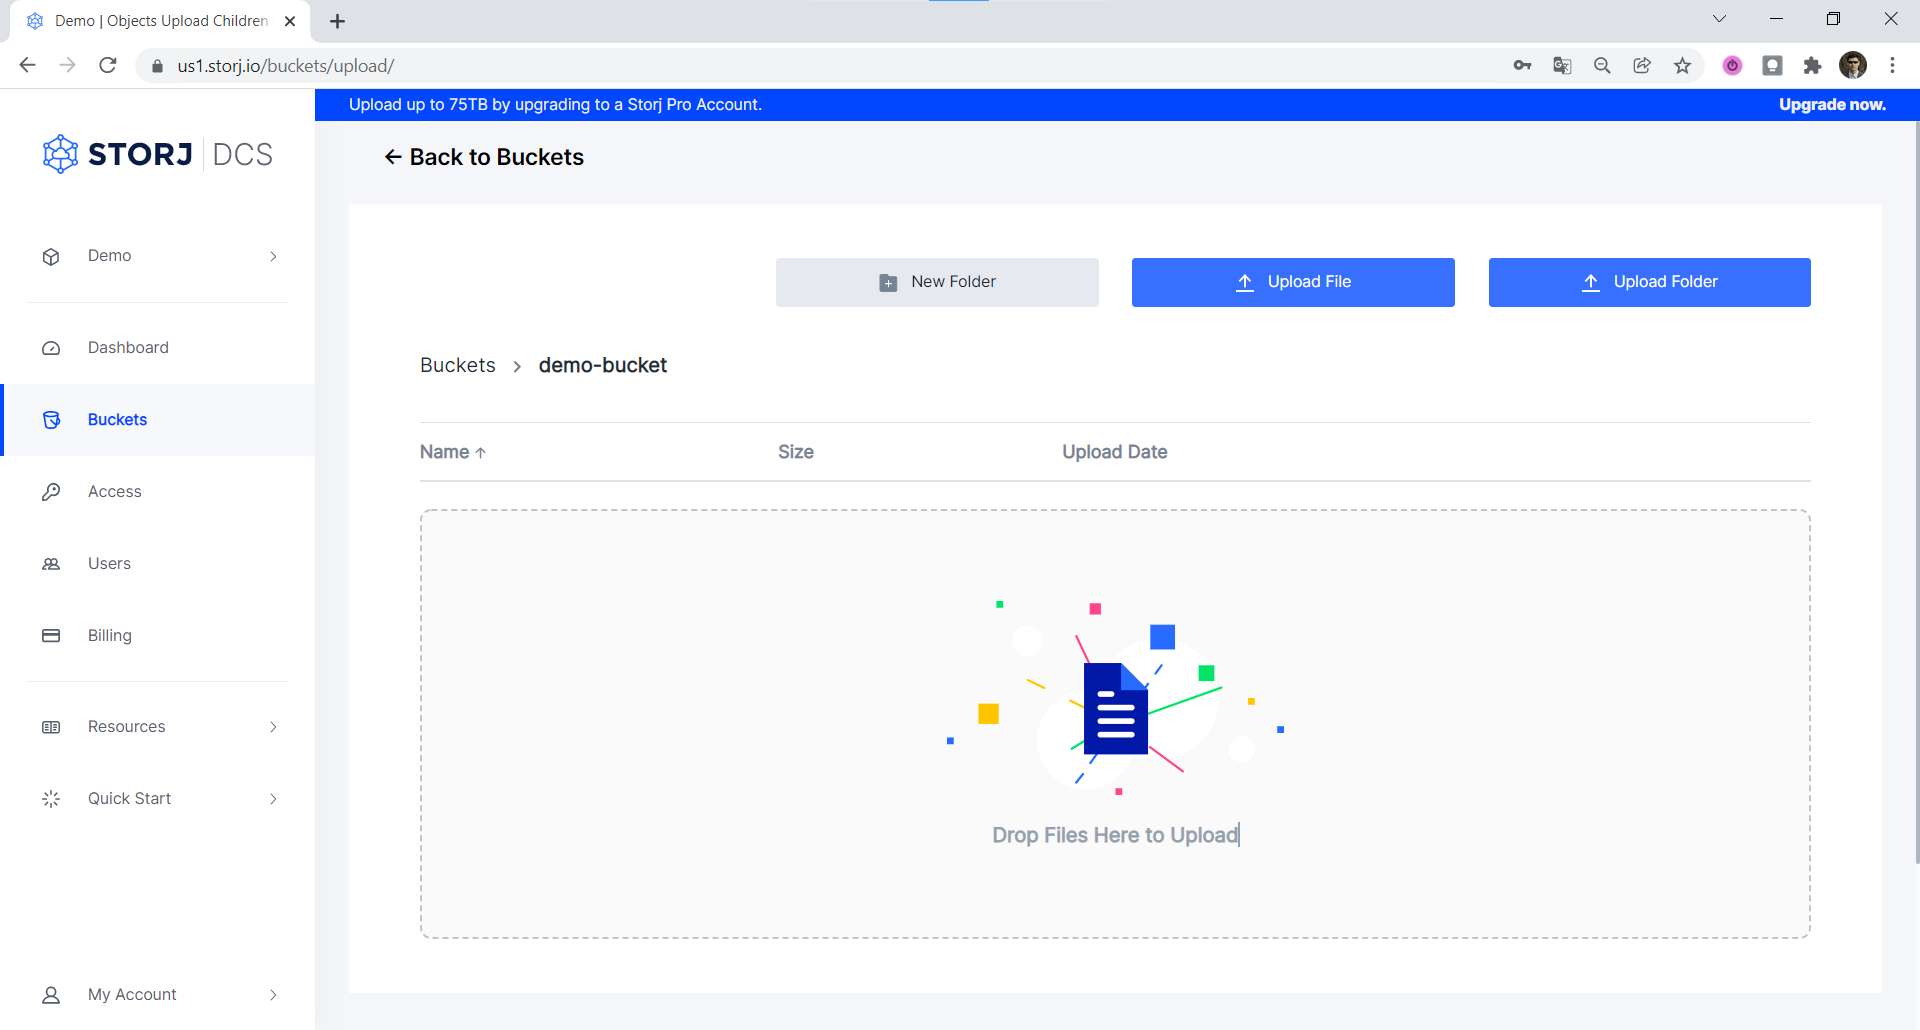 Demo | Objects Upload Children
us1.storj.io/buckets/upload/
Upload up to 75TB by upgrading to a Storj Pro Account.
Upgrade now.
STORJ DCS
Back to Buckets
Demo
New Folder
Upload File
Upload Folder
Dashboard
Buckets > demo-bucket
Buckets
Name Size Upload Date
Access
Users
Billing
Resources
Quick Start
Drop Files Here to Upload
My Account